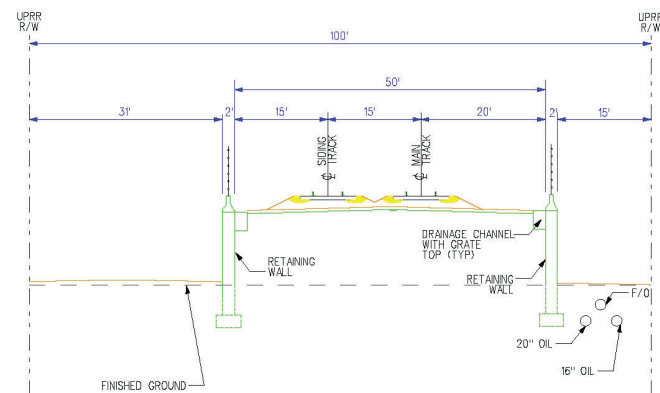 UPRR
R/W
UPRR
R/W
100'
50'
31'
2'
15'
15'
20'
2'
15'
SIDING
TRACK
MAIN
TRACK
DRAINAGE CHANNEL
WITH GRATE
TOP (TYP)
RETAINING
WALL
RETAINING
WALL
F/O
20" OIL
16" OIL
FINISHED GROUND